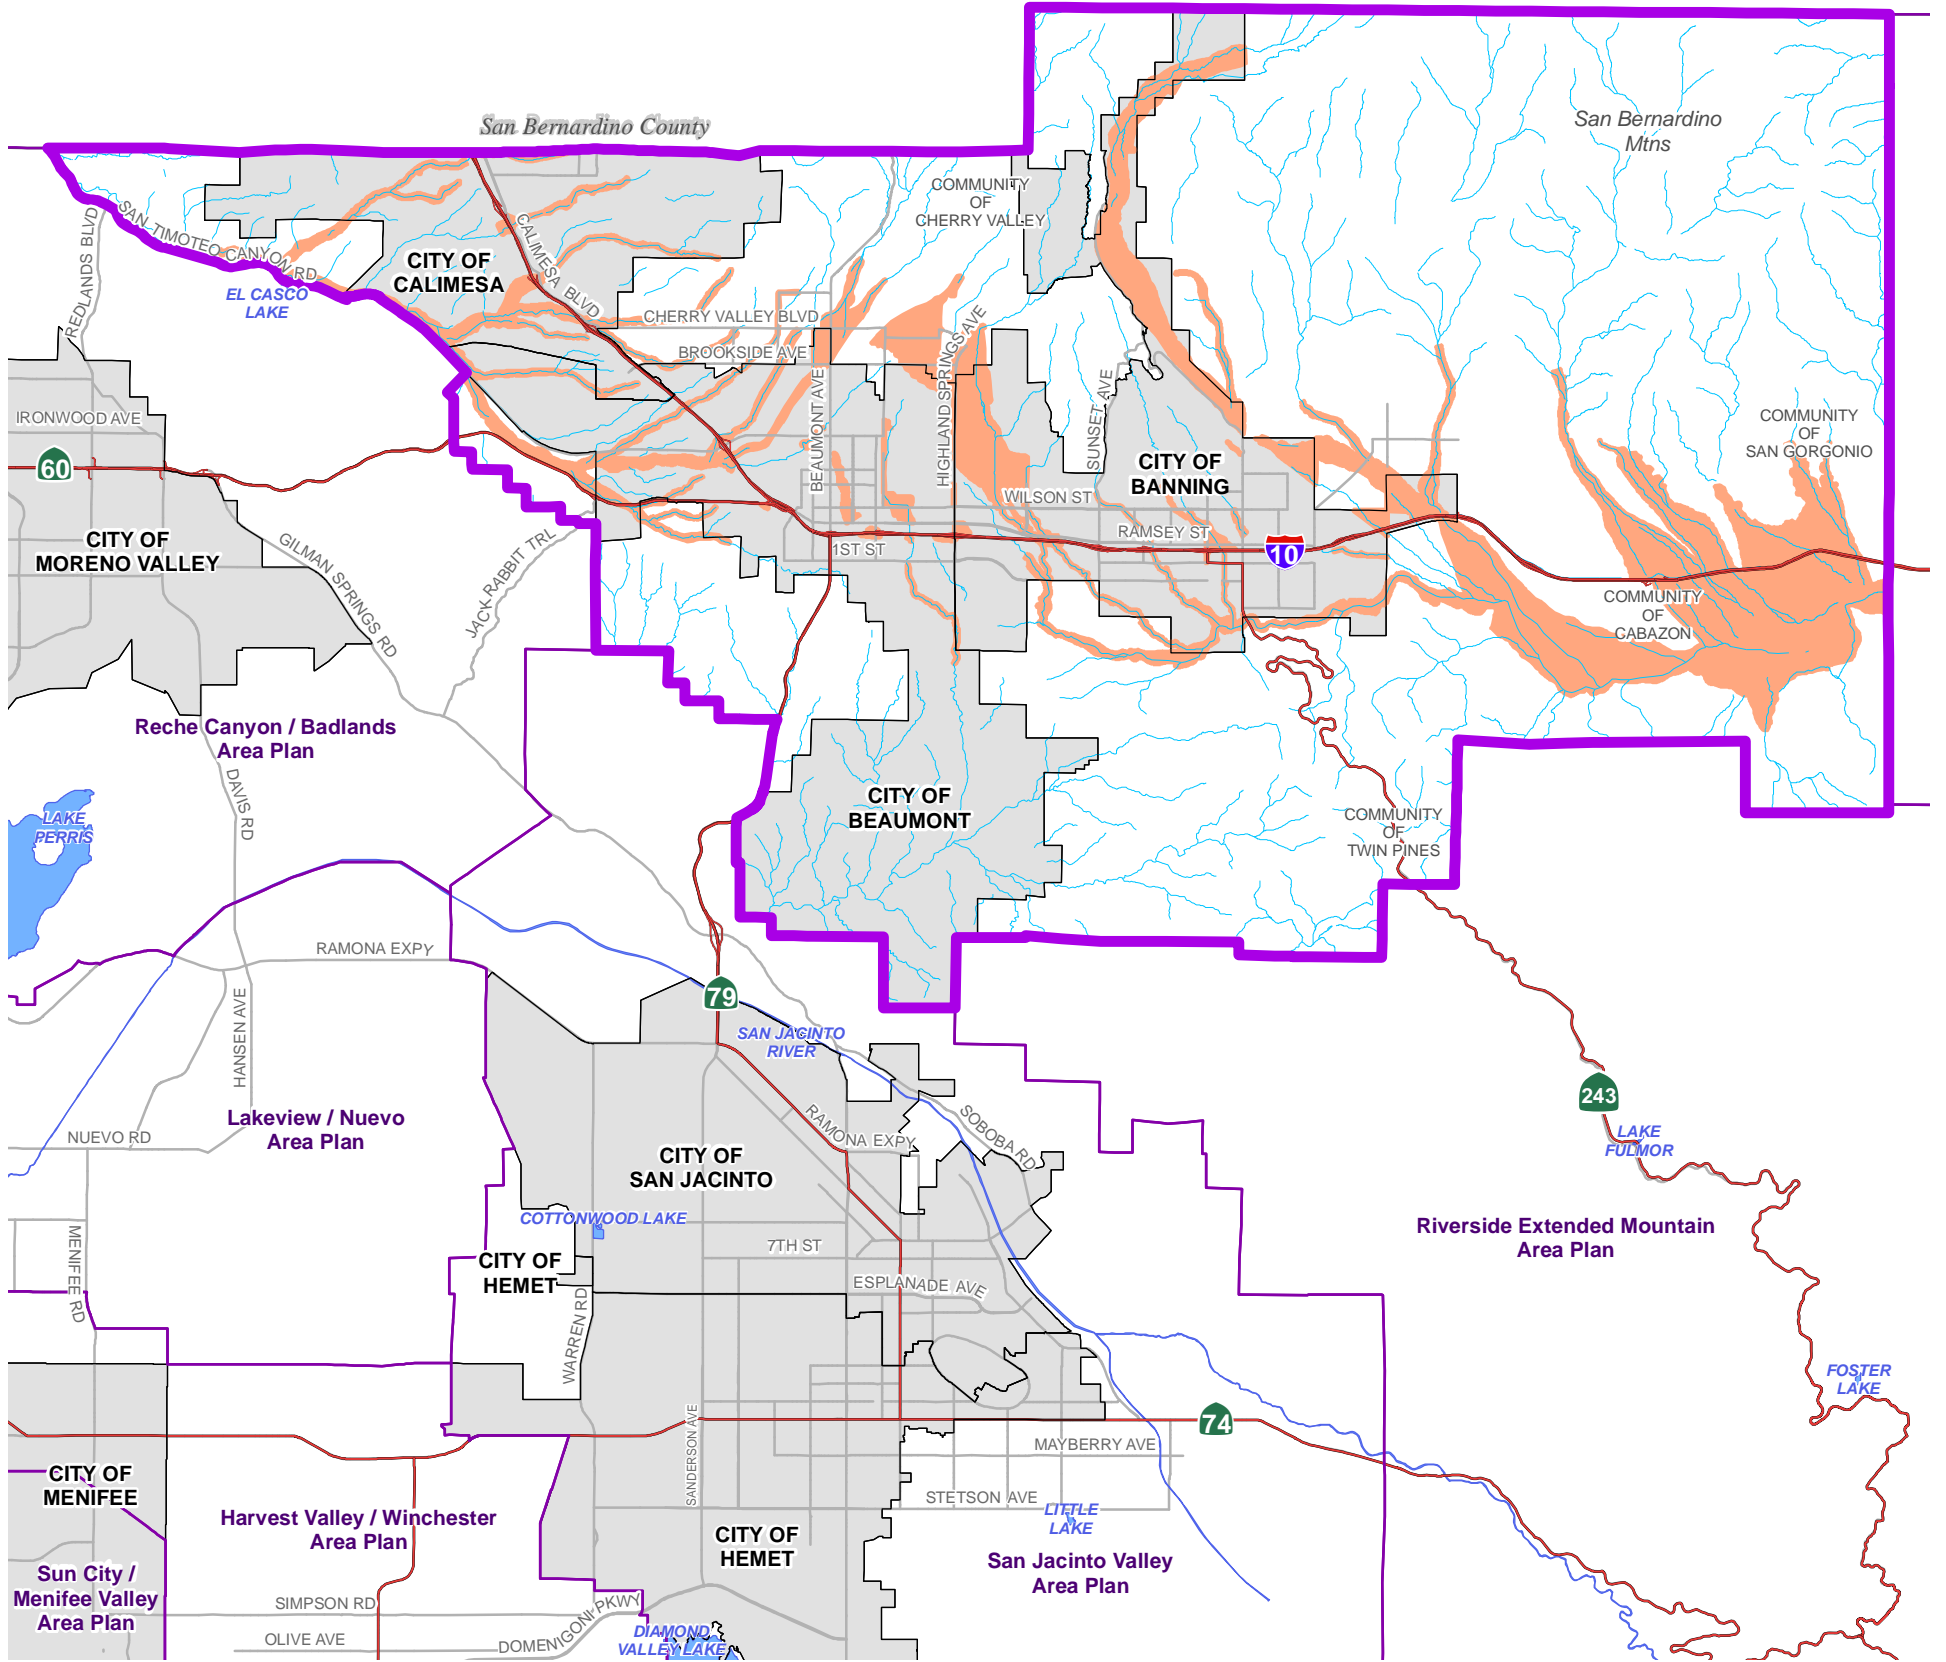 San Bernardino County
San Bernardino
Mtns
COMMUNITY
OF
CHERRY VALLEY
REDLANDS BLVD
SAN TIMOTEO CANYON RD
CALIMESA BLVD
CITY OF
CALIMESA
EL CASCO
LAKE
CHERRY VALLEY BLVD
BROOKSIDE AVE
HIGHLAND SPRINGS AVE
BEAUMONT AVE
SUNSET AVE
IRONWOOD AVE
60
COMMUNITY
OF
SAN GORGONIO
CITY OF
BANNING
WILSON ST
RAMSEY ST
1ST ST
10
CITY OF
MORENO VALLEY
GILMAN SPRINGS RD
JACK RABBIT TRL
COMMUNITY
OF
CABAZON
Reche Canyon / Badlands
Area Plan
DAVIS RD
LAKE
PERRIS
CITY OF
BEAUMONT
COMMUNITY
OF
TWIN PINES
RAMONA EXPY
HANSEN AVE
79
SAN JACINTO
RIVER
243
LAKE
FULMOR
Lakeview / Nuevo
Area Plan
NUEVO RD
RAMONA EXPY
SOBOBA RD
CITY OF
SAN JACINTO
COTTONWOOD LAKE
7TH ST
MENIFEE RD
CITY OF
HEMET
ESPLANADE AVE
WARREN RD
Riverside Extended Mountain
Area Plan
FOSTER
LAKE
SANDERSON AVE
74
MAYBERRY AVE
CITY OF
MENIFEE
STETSON AVE
LITTLE
LAKE
Harvest Valley / Winchester
Area Plan
CITY OF
HEMET
San Jacinto Valley
Area Plan
Sun City /
Menifee Valley
Area Plan
SIMPSON RD
OLIVE AVE
DOMENIGONI PKWY
DIAMOND
VALLEY LAKE